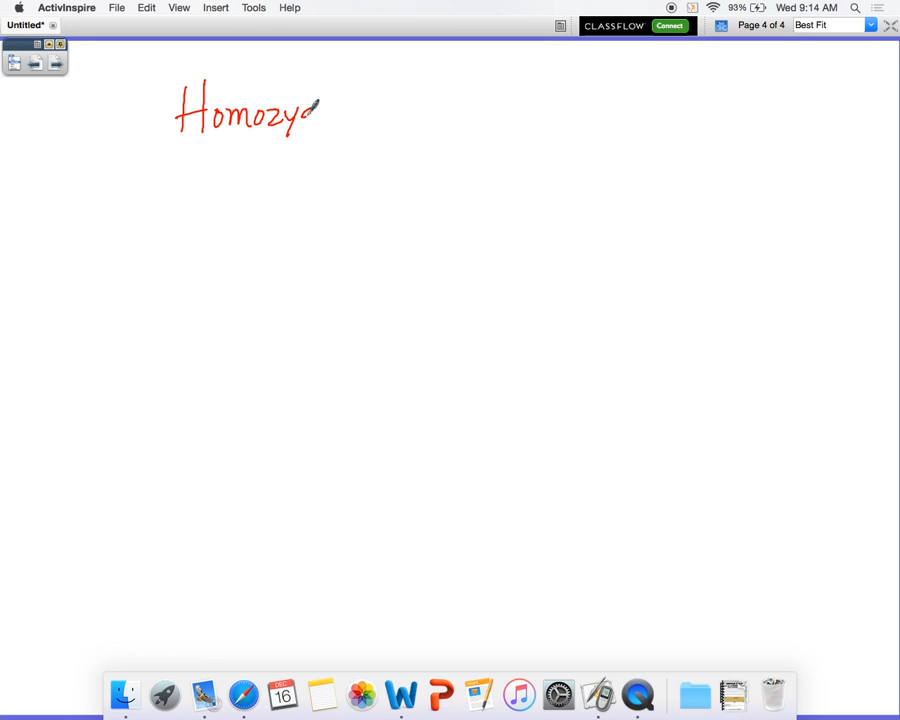 ActivInspire File Edit View Insert Tools Help 93% Wed 9:14 AM
Untitled* CLASSFLOW Connect Page 4 of 4 Best Fit
Homozy
DEC
16